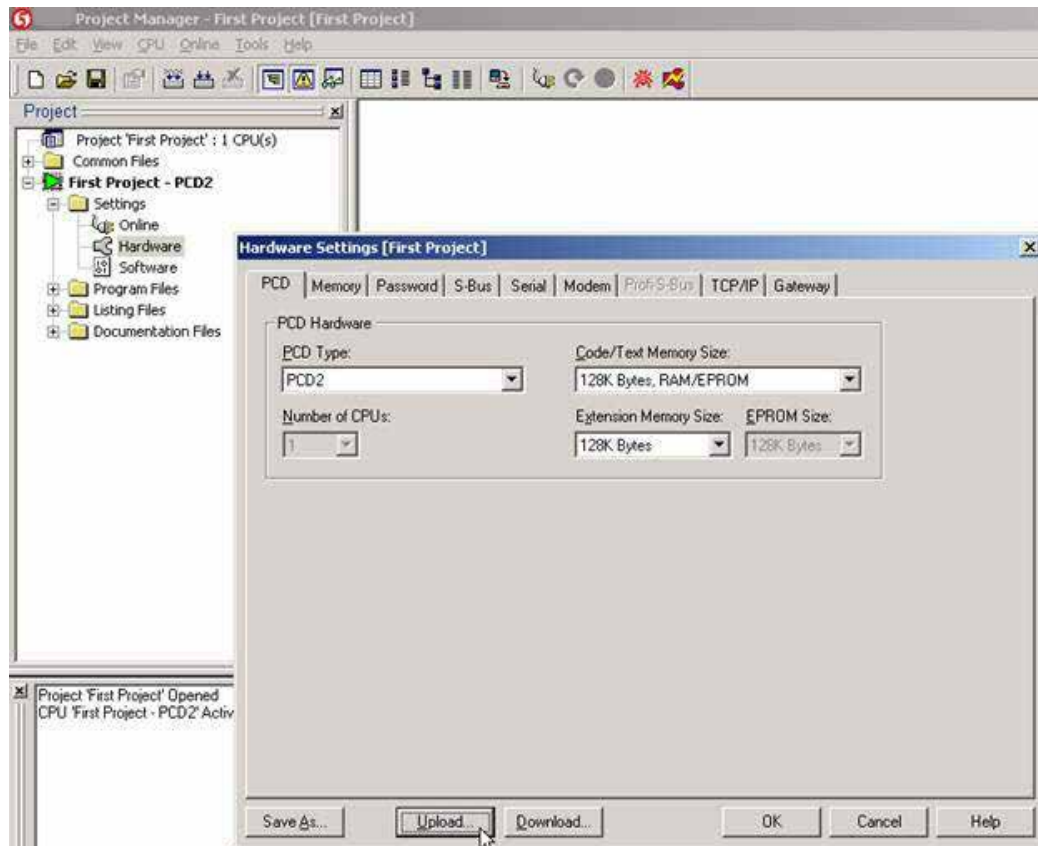 Project Manager - First Project [First Project]
File Edit View CPU Online Tools Help
Project
Project 'First Project' : 1 CPU(s)
Common Files
First Project - PCD2
Settings
Online
Hardware
Software
Program Files
Listing Files
Documentation Files
Hardware Settings [First Project]
PCD Memory Password S-Bus Serial Modem Profi-S-Bus TCP/IP Gateway
PCD Hardware
PCD Type: Code/Text Memory Size:
PCD2 128K Bytes, RAM/EPROM
Number of CPUs: Extension Memory Size: EPROM Size:
1 128K Bytes 128K Bytes
Project 'First Project' Opened
CPU 'First Project - PCD2' Activ
Save As... Upload... Download... OK Cancel Help